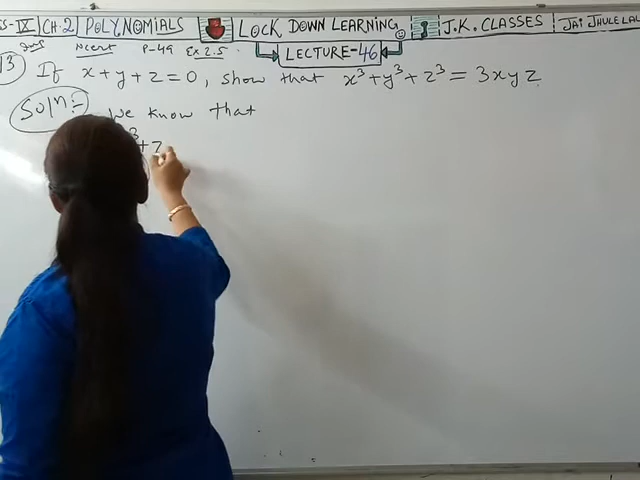 S-IX CH-2 POLYNOMIALS LOCK DOWN LEARNING J.K. CLASSES JAI JHULELAL
Ncert P-49 Ex 2.5
LECTURE-46
13 If x+y+z=0, show that x³+y³+z³=3xyz.
Soln:- We know that
³+z